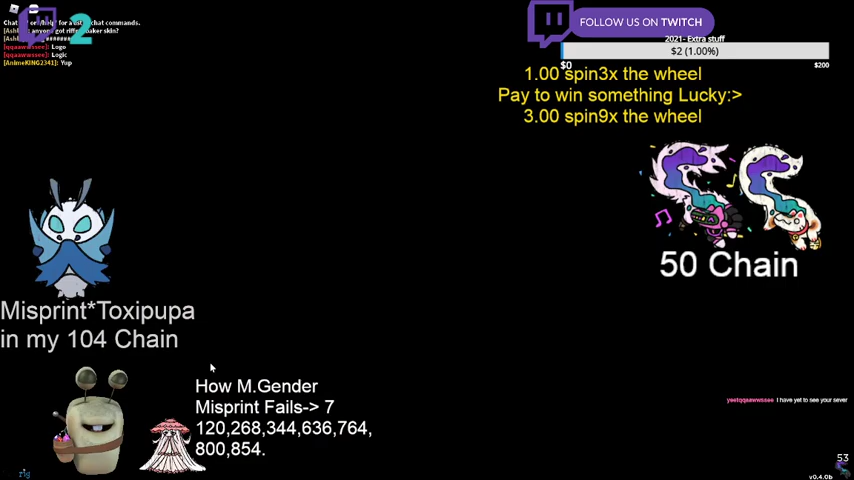 2
[qqaawwssee]: Logo
[qqaawwssee]: Logic
[AnimeKING2341]: Yup
FOLLOW US ON TWITCH
2021- Extra stuff
$2 (1.00%)
$0
$200
1.00 spin3x the wheel
Pay to win something Lucky:>
3.00 spin9x the wheel
50 Chain
Misprint*Toxipupa
in my 104 Chain
How M.Gender
Misprint Fails-> 7
120,268,344,636,764,
800,854.
yeetqqaawwssee I have yet to see your sever
53
v0.4.0b